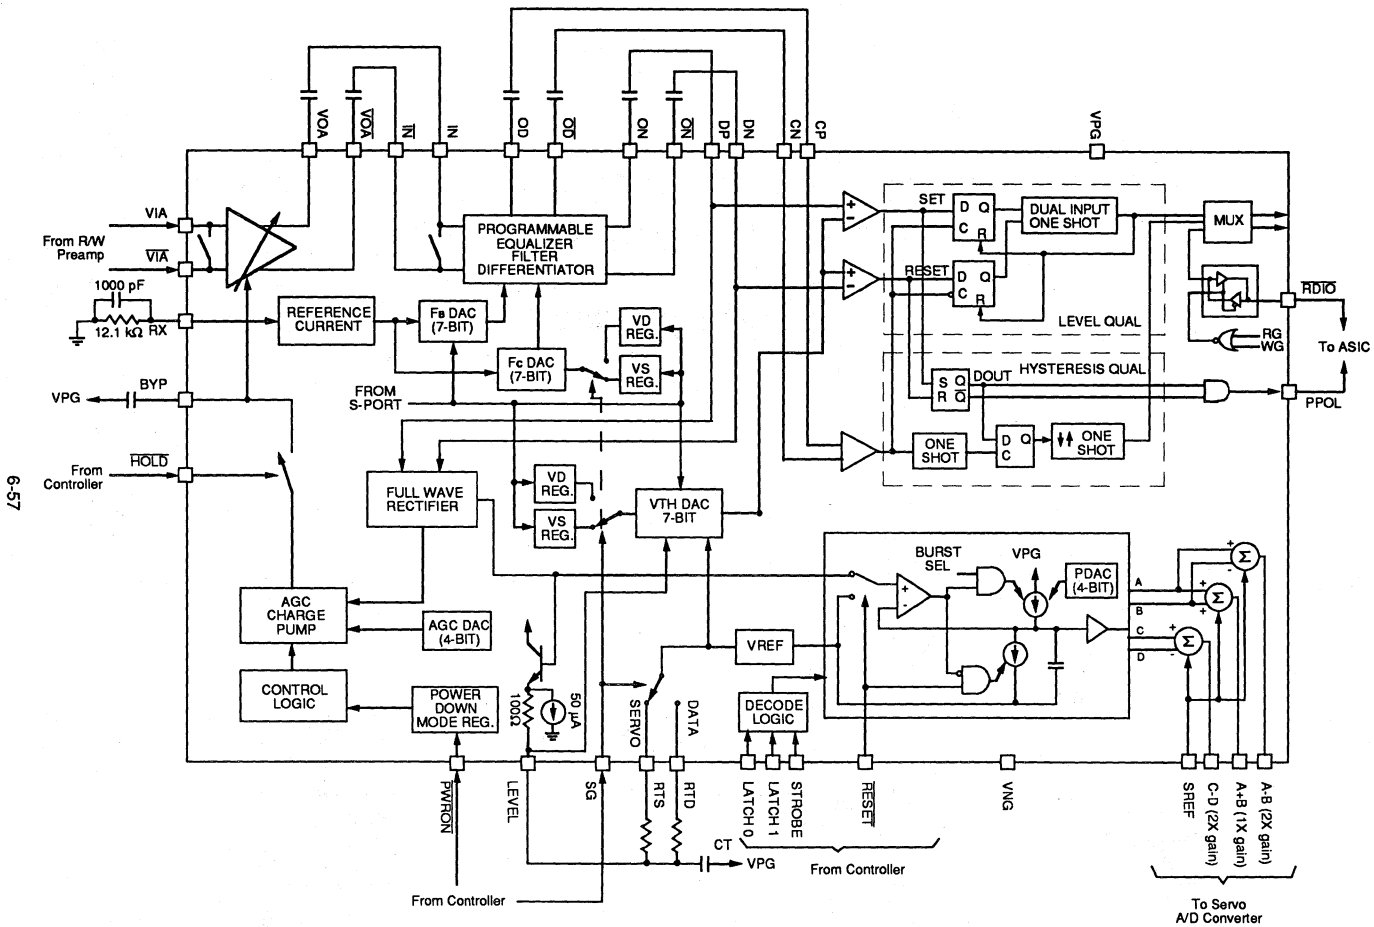 VOA
VOA
IN
IN
OD
OD
ON
ON
DP
DN
CN
CP
VPG
VIA
From R/W
Preamp
VIA
1000 pF
12.1 kΩ
RX
REFERENCE
CURRENT
PROGRAMMABLE
EQUALIZER
FILTER
DIFFERENTIATOR
FB DAC
(7-BIT)
FC DAC
(7-BIT)
VD
REG.
VS
REG.
FROM
S-PORT
VPG
BYP
HOLD
From
Controller
6-57
FULL WAVE
RECTIFIER
VD
REG.
VS
REG.
VTH DAC
7-BIT
AGC
CHARGE
PUMP
AGC DAC
(4-BIT)
CONTROL
LOGIC
POWER
DOWN
MODE REG.
100Ω
50 µA
SERVO
DATA
VREF
DECODE
LOGIC
+
−
+
−
SET
RESET
D Q
C
R
D Q
C
R
DUAL INPUT
ONE SHOT
LEVEL QUAL
MUX
RDIO
RG
WG
To ASIC
HYSTERESIS QUAL
S Q
R Q
DOUT
ONE
SHOT
D Q
C
ONE
SHOT
PPOL
BURST
SEL
VPG
PDAC
(4-BIT)
+
-
A
B
C
D
+
-
Σ
+
Σ
+
-
Σ
PWRON
LEVEL
SG
RTS
RTD
LATCH 0
LATCH 1
STROBE
RESET
VNG
SREF
C-D (2X gain)
A+B (1X gain)
A-B (2X gain)
CT
VPG
From Controller
From Controller
To Servo
A/D Converter